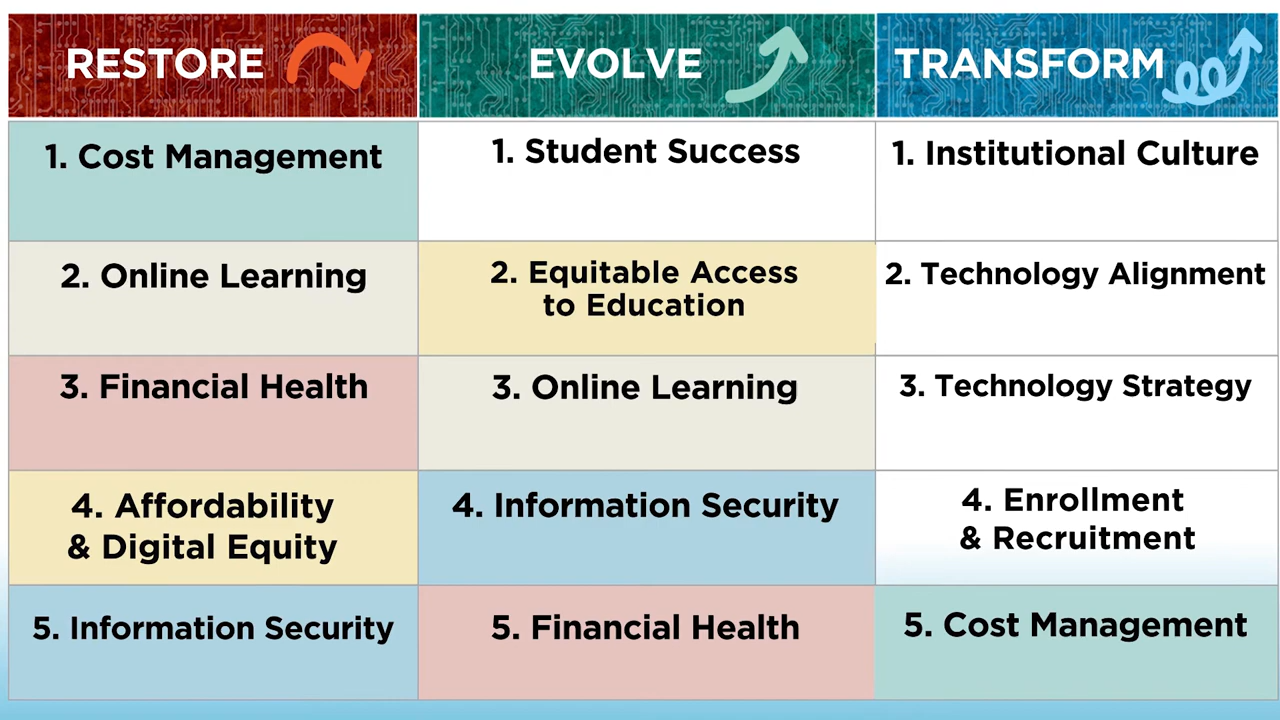 RESTORE
EVOLVE
TRANSFORM
1. Cost Management
1. Student Success
1. Institutional Culture
2. Online Learning
2. Equitable Access
to Education
2. Technology Alignment
3. Financial Health
3. Online Learning
3. Technology Strategy
4. Affordability
& Digital Equity
4. Information Security
4. Enrollment
& Recruitment
5. Information Security
5. Financial Health
5. Cost Management